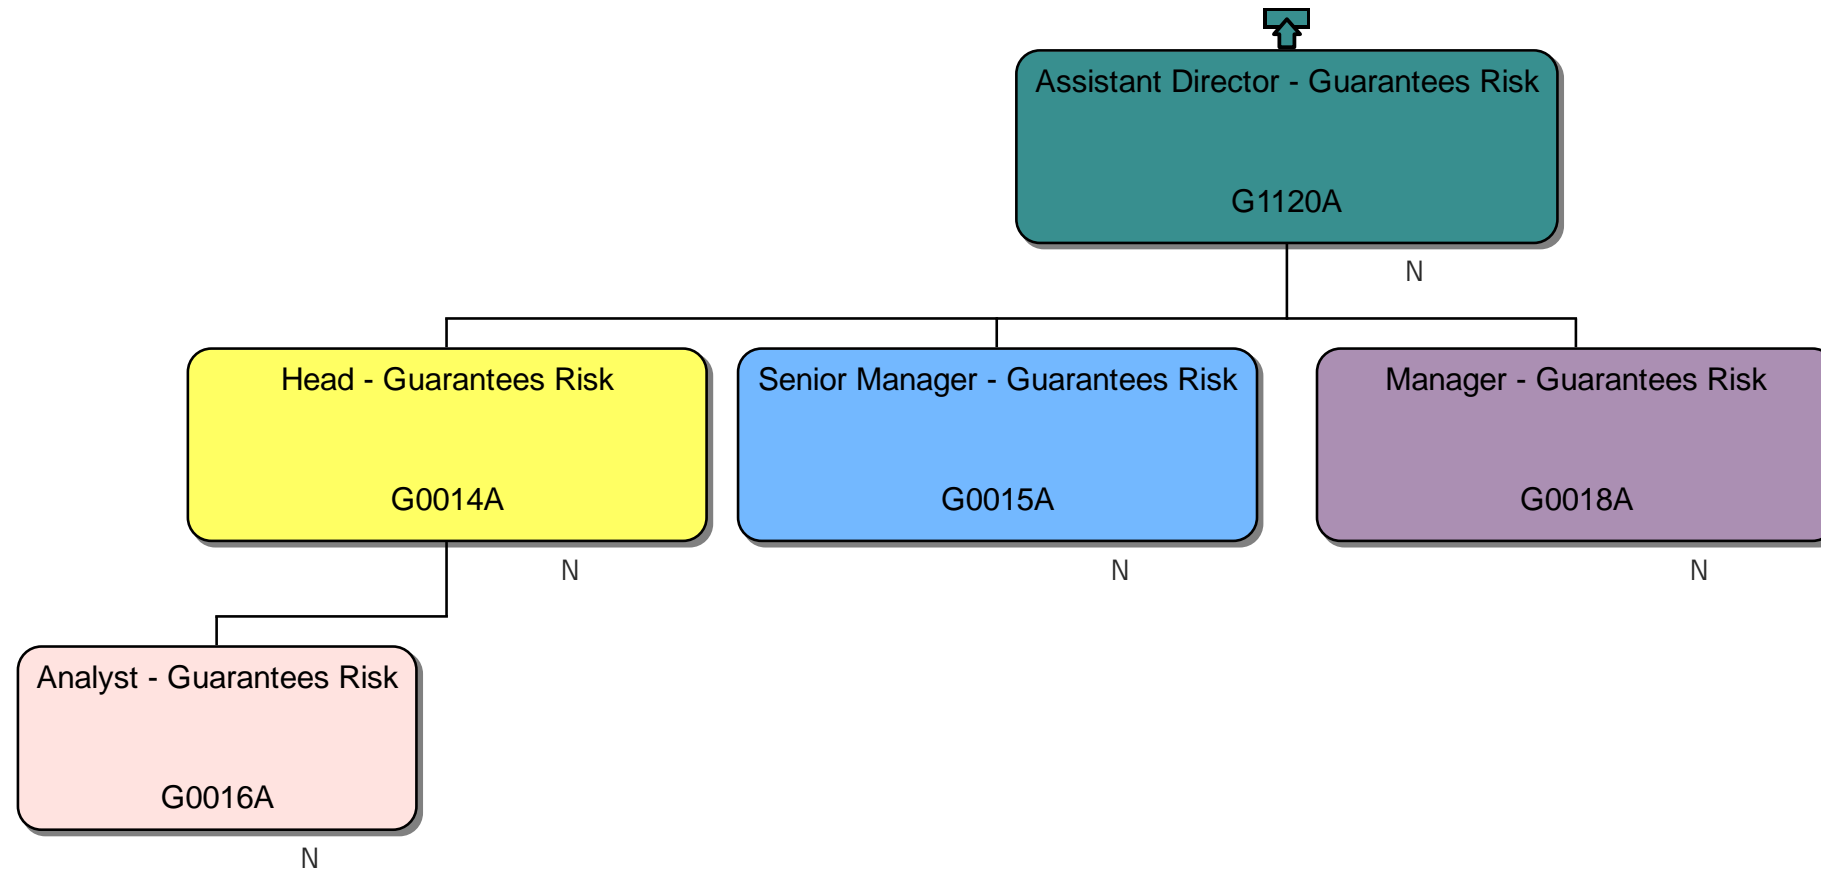 Assistant Director - Guarantees Risk
G1120A
N
Head - Guarantees Risk
G0014A
N
Senior Manager - Guarantees Risk
G0015A
N
Manager - Guarantees Risk
G0018A
N
Analyst - Guarantees Risk
G0016A
N